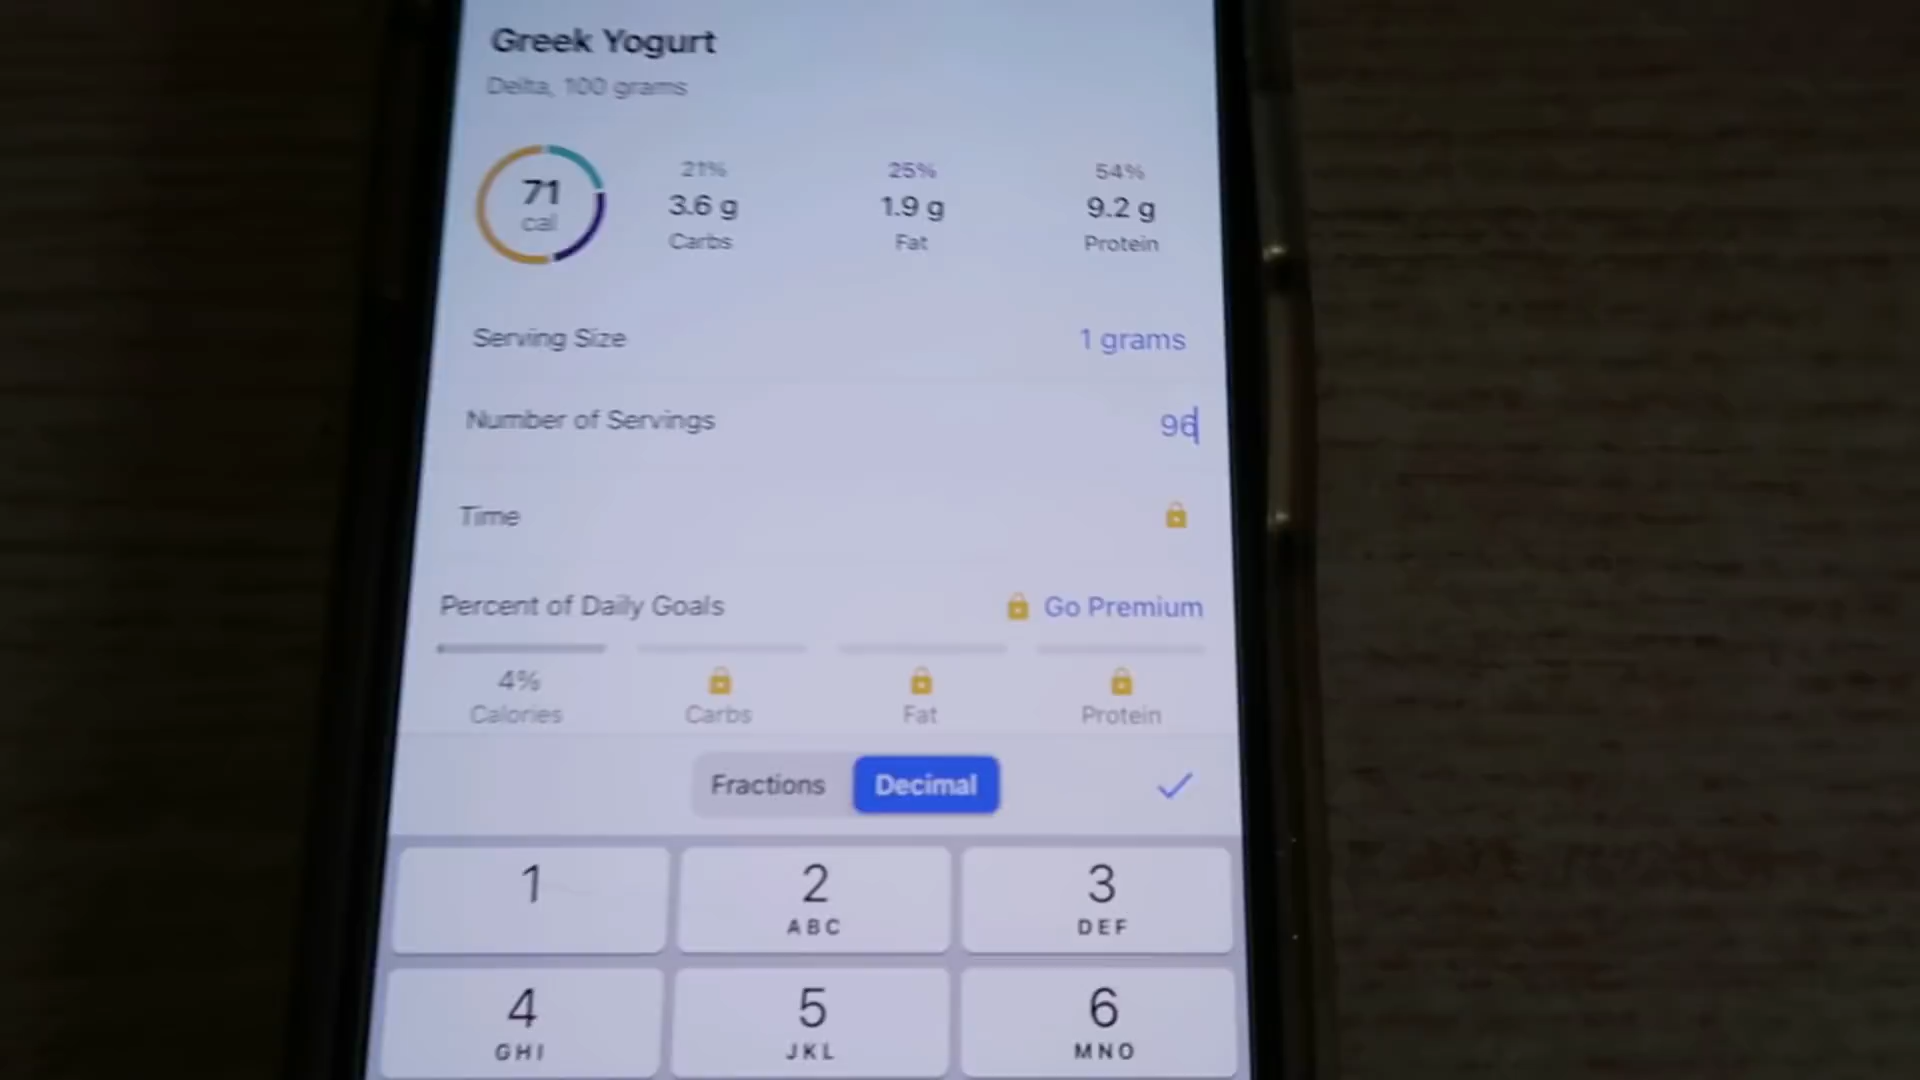 Greek Yogurt
Delta, 100 grams
71
cal
21%
3.6 g
Carbs
25%
1.9 g
Fat
54%
9.2 g
Protein
Serving Size
1 grams
Number of Servings
96
Time
Percent of Daily Goals
Go Premium
4%
Calories
Carbs
Fat
Protein
Fractions
Decimal
1
2
ABC
3
DEF
4
GHI
5
JKL
6
MNO